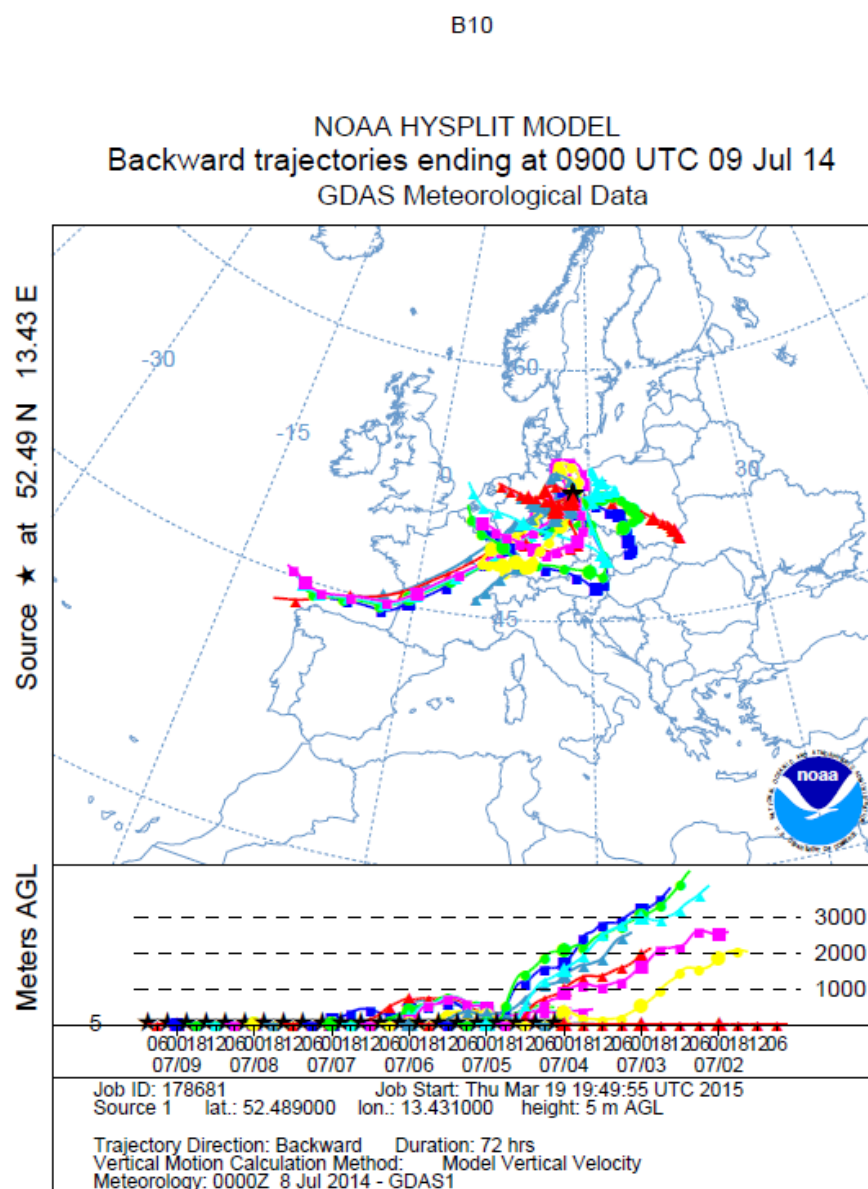 B10
NOAA HYSPLIT MODEL
Backward trajectories ending at 0900 UTC 09 Jul 14
GDAS Meteorological Data
Source ★ at 52.49 N 13.43 E
-30
-15
0
60
30
45
noaa
Meters AGL
3000
2000
1000
5
07/09 07/08 07/07 07/06 07/05 07/04 07/03 07/02
Job ID: 178681 Job Start: Thu Mar 19 19:49:55 UTC 2015
Source 1 lat.: 52.489000 lon.: 13.431000 height: 5 m AGL
Trajectory Direction: Backward Duration: 72 hrs
Vertical Motion Calculation Method: Model Vertical Velocity
Meteorology: 0000Z 8 Jul 2014 - GDAS1